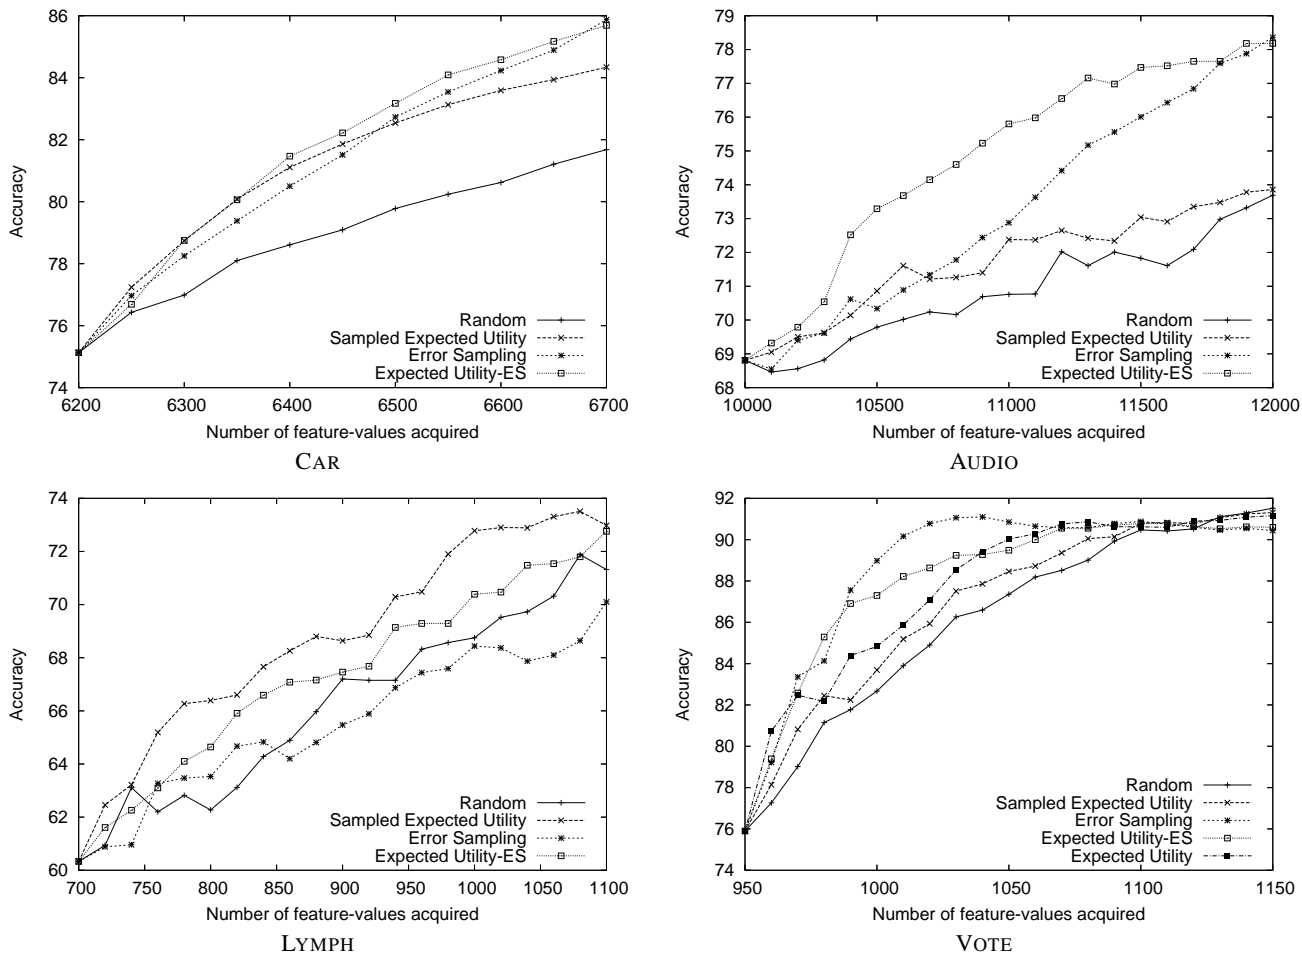 86
84
82
80
78
76
74
Accuracy
Random
Sampled Expected Utility
Error Sampling
Expected Utility-ES
6200 6300 6400 6500 6600 6700
Number of feature-values acquired
CAR
79
78
77
76
75
74
73
72
71
70
69
68
Accuracy
Random
Sampled Expected Utility
Error Sampling
Expected Utility-ES
10000 10500 11000 11500 12000
Number of feature-values acquired
AUDIO
74
72
70
68
66
64
62
60
Accuracy
Random
Sampled Expected Utility
Error Sampling
Expected Utility-ES
700 750 800 850 900 950 1000 1050 1100
Number of feature-values acquired
LYMPH
92
90
88
86
84
82
80
78
76
74
Accuracy
Random
Sampled Expected Utility
Error Sampling
Expected Utility-ES
Expected Utility
950 1000 1050 1100 1150
Number of feature-values acquired
VOTE